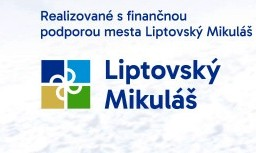 Realizované s finančnou
podporou mesta Liptovský Mikuláš
Liptovský
Mikuláš